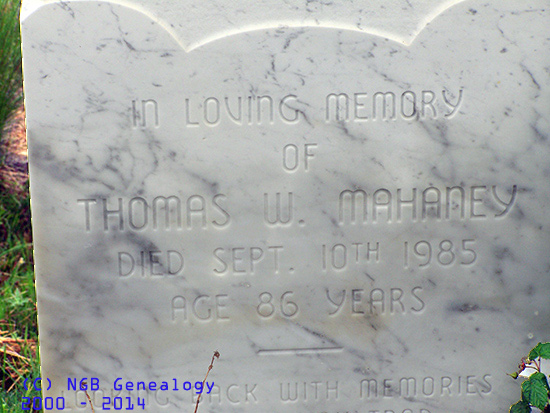 IN LOVING MEMORY
OF
THOMAS W. MAHANEY
DIED SEPT. 10TH 1985
AGE 86 YEARS
BACK WITH MEMORIES
(C) N&B Genealogy
2000 - 2014